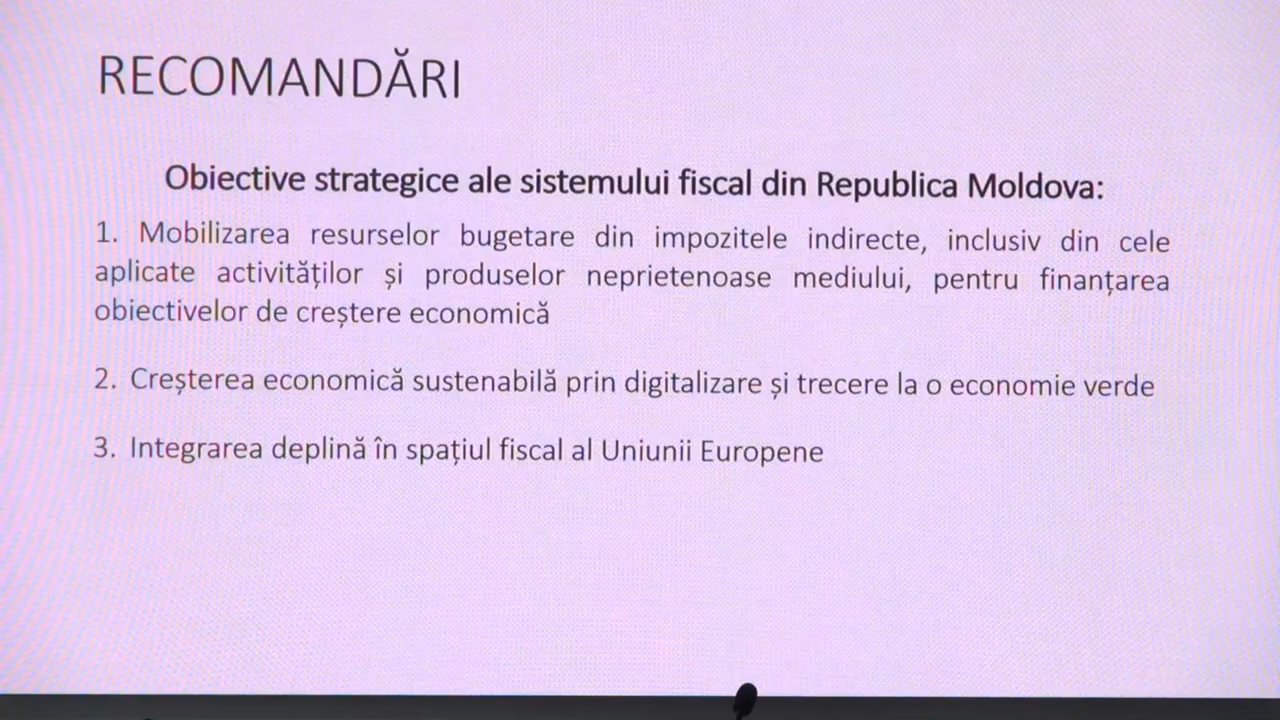 RECOMANDĂRI
Obiective strategice ale sistemului fiscal din Republica Moldova:
1. Mobilizarea resurselor bugetare din impozitele indirecte, inclusiv din cele
aplicate activităților și produselor neprietenoase mediului, pentru finanțarea
obiectivelor de creștere economică
2. Creșterea economică sustenabilă prin digitalizare și trecere la o economie verde
3. Integrarea deplină în spațiul fiscal al Uniunii Europene